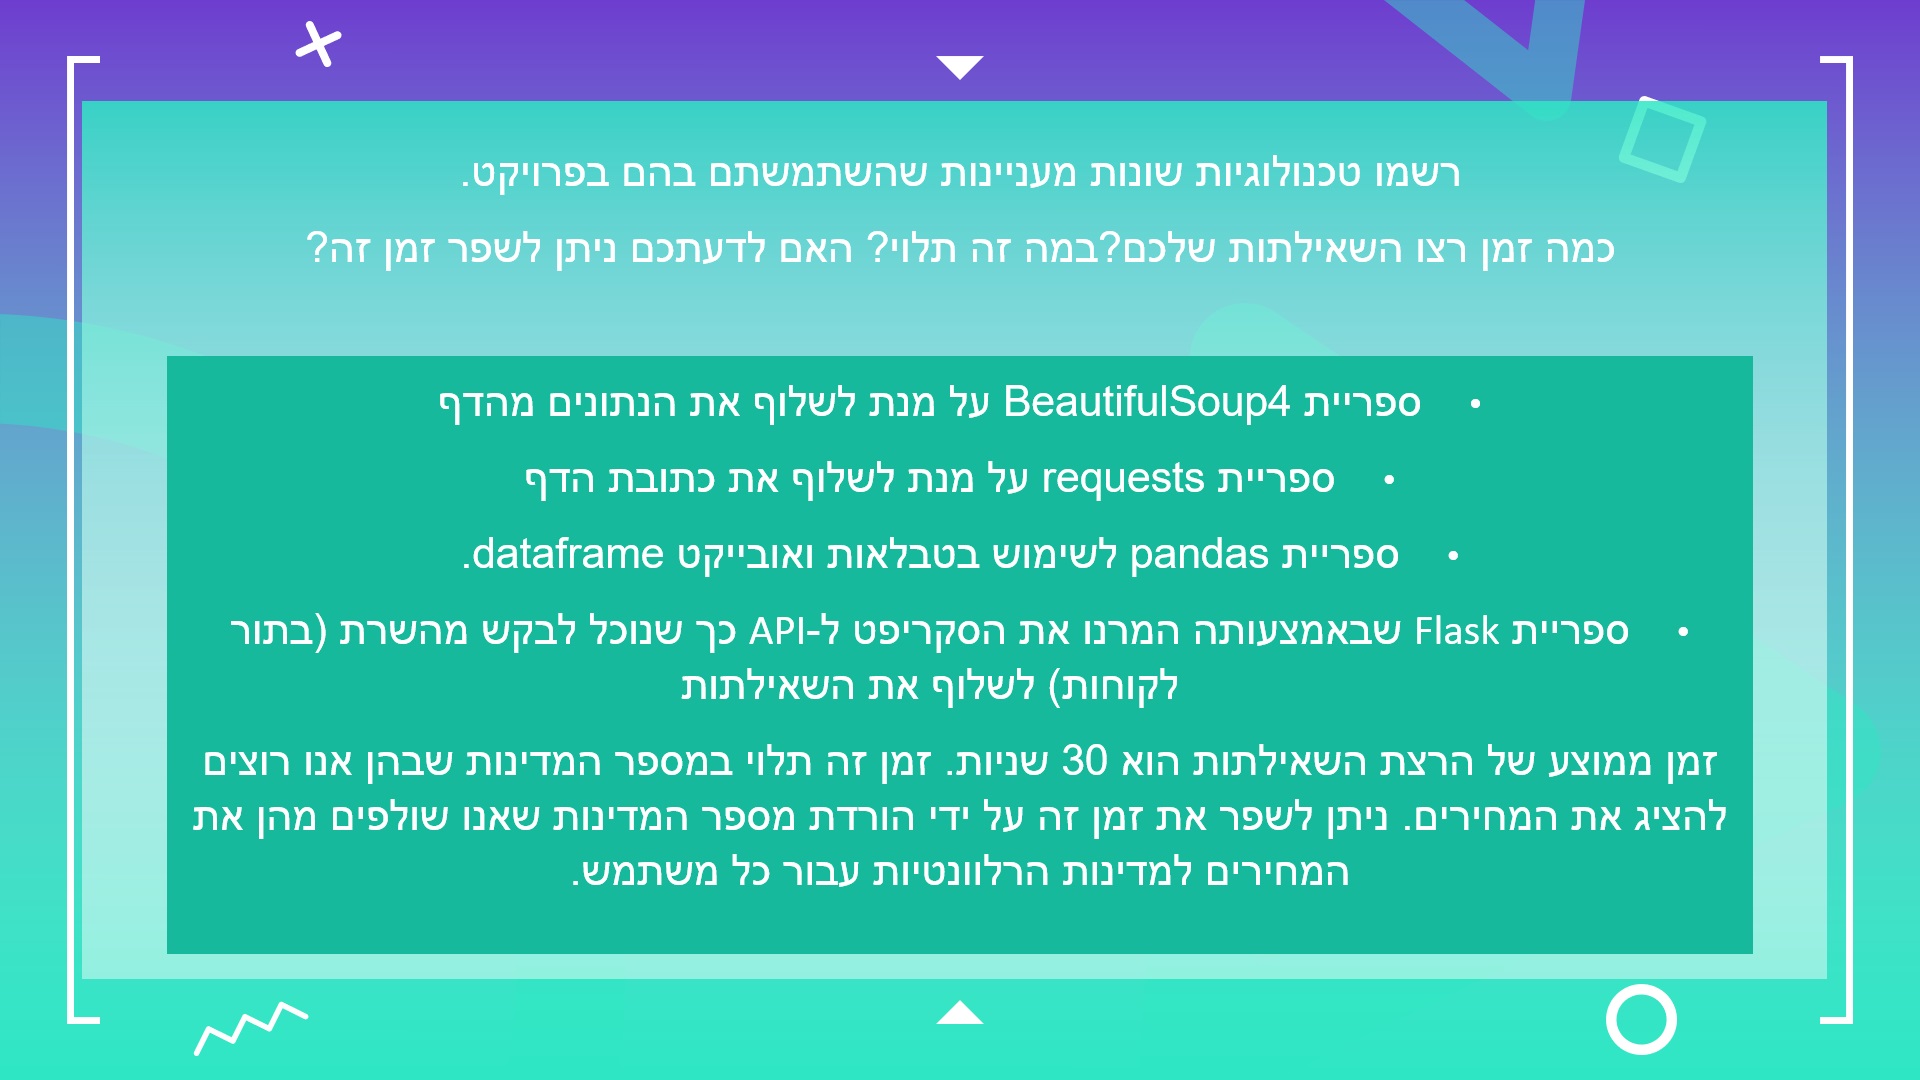 רשמו טכנולוגיות שונות מעניינות שהשתמשתם בהם בפרויקט.
כמה זמן רצו השאילתות שלכם?במה זה תלוי? האם לדעתכם ניתן לשפר זמן זה?
• ספריית BeautifulSoup4 על מנת לשלוף את הנתונים מהדף
• ספריית requests על מנת לשלוף את כתובת הדף
• ספריית pandas לשימוש בטבלאות ואובייקט dataframe.
• ספריית Flask שבאמצעותה המרנו את הסקריפט ל-API כך שנוכל לבקש מהשרת (בתור
לקוחות) לשלוף את השאילתות
זמן ממוצע של הרצת השאילתות הוא 30 שניות. זמן זה תלוי במספר המדינות שבהן אנו רוצים
להציג את המחירים. ניתן לשפר את זמן זה על ידי הורדת מספר המדינות שאנו שולפים מהן את
המחירים למדינות הרלוונטיות עבור כל משתמש.